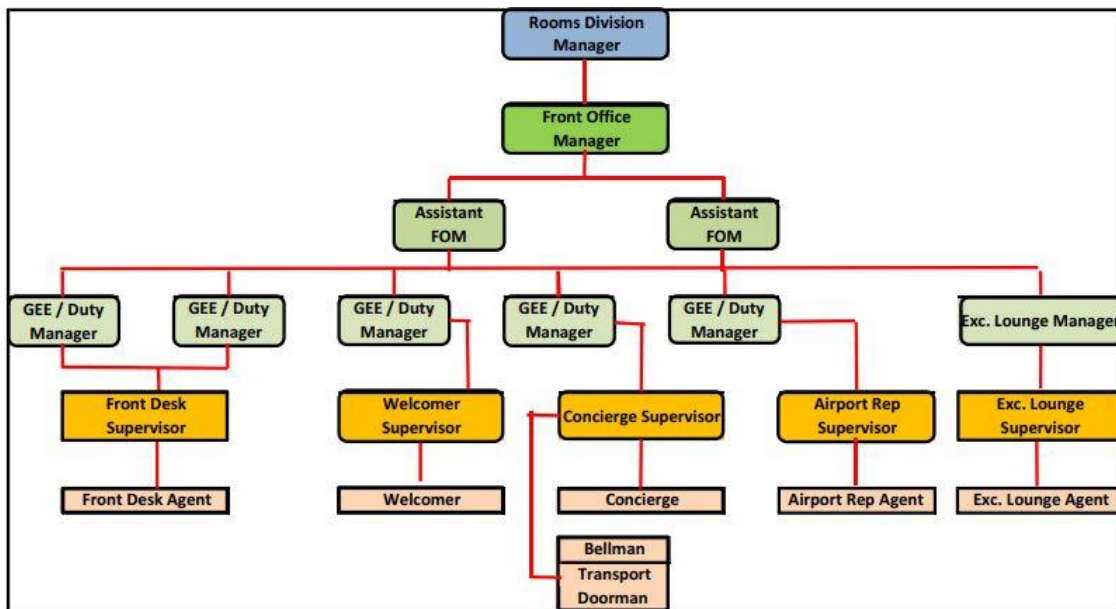 Rooms Division
Manager
Front Office
Manager
Assistant
FOM
Assistant
FOM
GEE / Duty
Manager
GEE / Duty
Manager
GEE / Duty
Manager
GEE / Duty
Manager
GEE / Duty
Manager
Exc. Lounge Manager
Front Desk
Supervisor
Welcomer
Supervisor
Concierge Supervisor
Airport Rep
Supervisor
Exc. Lounge
Supervisor
Front Desk Agent
Welcomer
Concierge
Airport Rep Agent
Exc. Lounge Agent
Bellman
Transport
Doorman